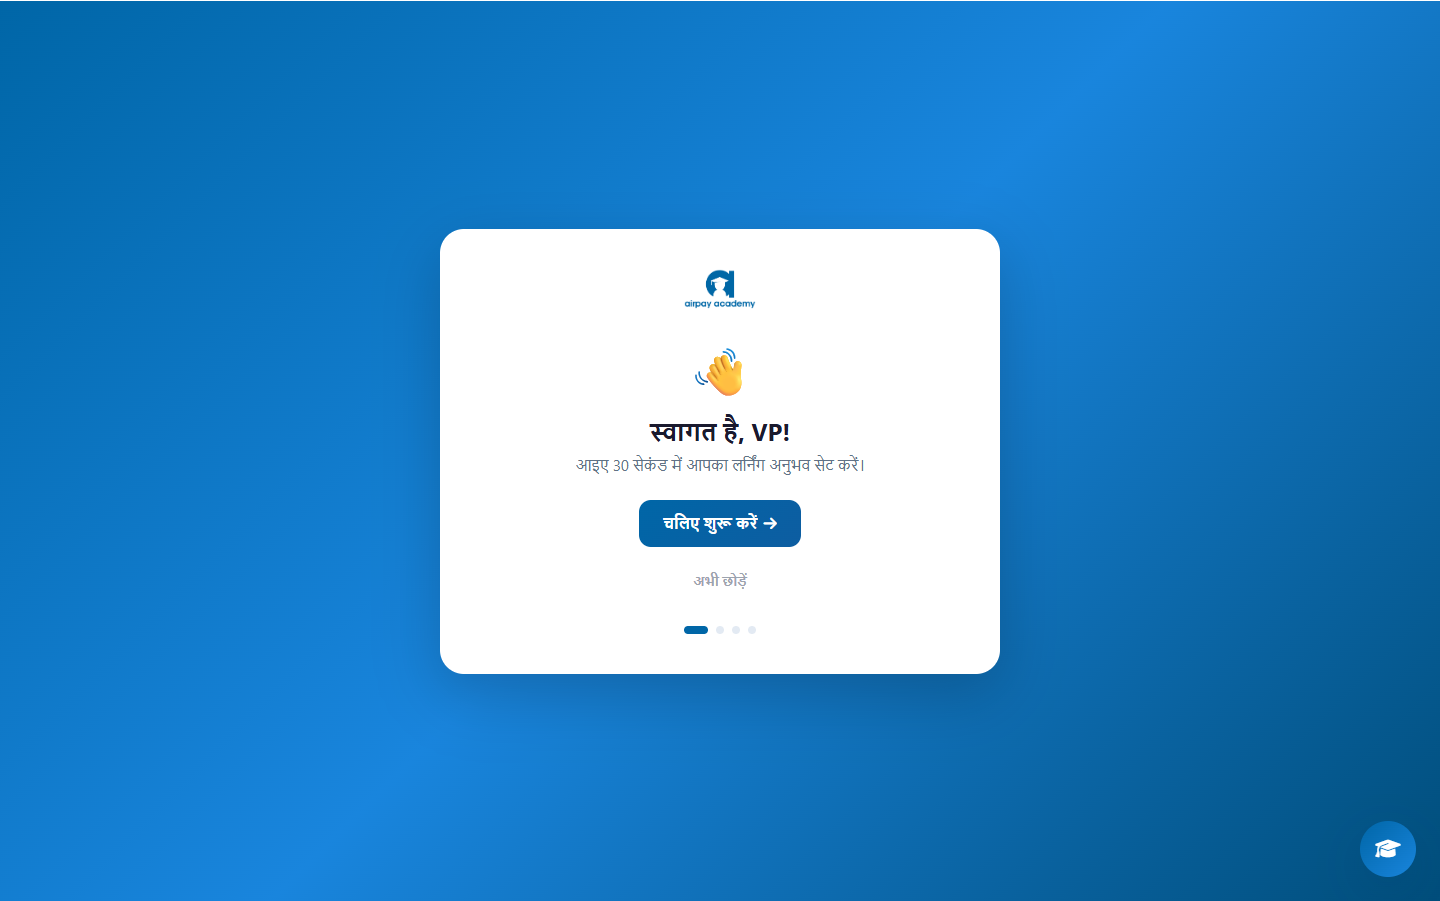 airpay academy
स्वागत है, VP!
आइए 30 सेकंड में आपका लर्निंग अनुभव सेट करें।
चलिए शुरू करें →
अभी छोड़ें